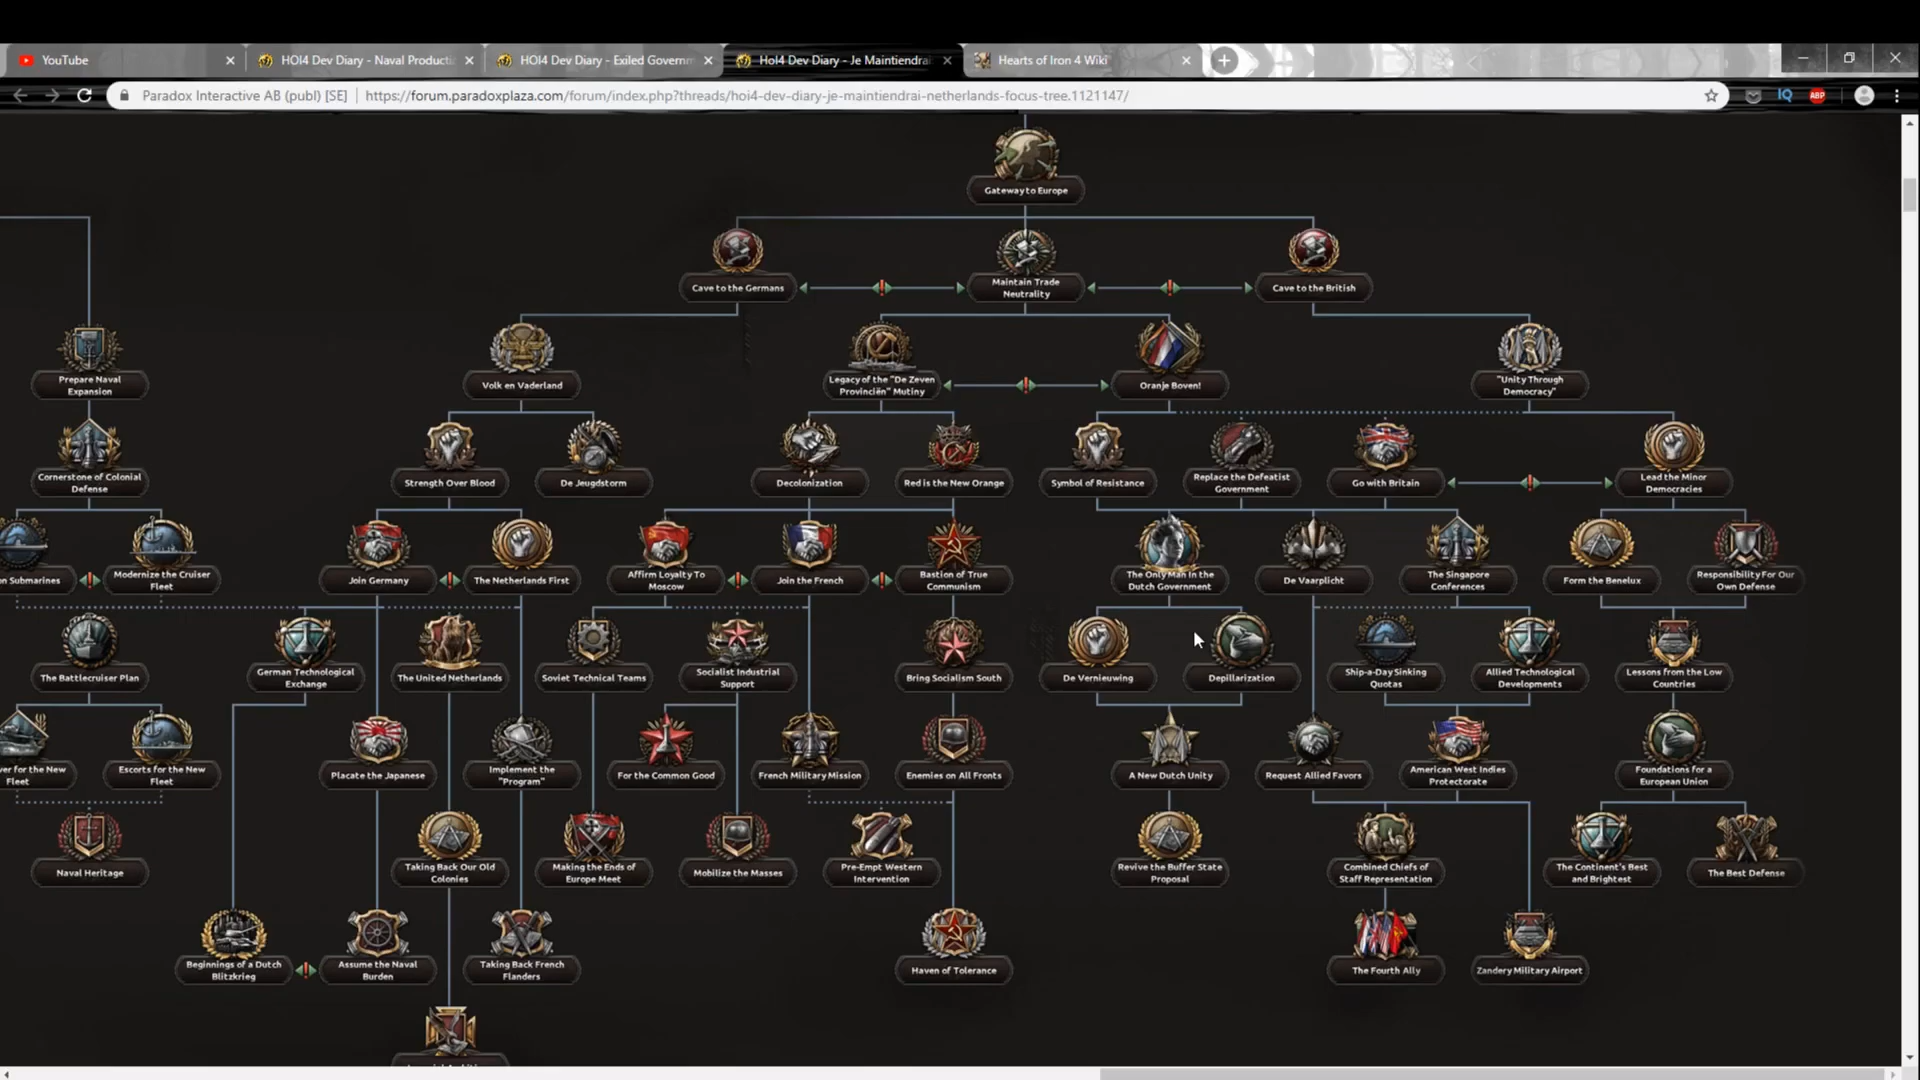 YouTube
HOI4 Dev Diary - Naval Productic
HOI4 Dev Diary - Exiled Governm
HoI4 Dev Diary - Je Maintiendrai
Hearts of Iron 4 Wiki
Paradox Interactive AB (publ) [SE]
https://forum.paradoxplaza.com/forum/index.php?threads/hoi4-dev-diary-je-maintiendrai-netherlands-focus-tree.1121147/
IQ
ABP
Gateway to Europe
Cave to the Germans
Maintain Trade
Neutrality
Cave to the British
Prepare Naval
Expansion
Volk en Vaderland
Legacy of the "De Zeven
Provinciën" Mutiny
Oranje Boven!
"Unity Through
Democracy"
Cornerstone of Colonial
Defense
Strength Over Blood
De Jeugdstorm
Decolonization
Red is the New Orange
Symbol of Resistance
Replace the Defeatist
Government
Go with Britain
Lead the Minor
Democracies
on Submarines
Modernize the Cruiser
Fleet
Join Germany
The Netherlands First
Affirm Loyalty To
Moscow
Join the French
Bastion of True
Communism
The Only Man in the
Dutch Government
De Vaarplicht
The Singapore
Conferences
Form the Benelux
Responsibility For Our
Own Defense
The Battlecruiser Plan
German Technological
Exchange
The United Netherlands
Soviet Technical Teams
Socialist Industrial
Support
Bring Socialism South
De Vernieuwing
Depillarization
Ship-a-Day Sinking
Quotas
Allied Technological
Developments
Lessons from the Low
Countries
ver for the New
Fleet
Escorts for the New
Fleet
Placate the Japanese
Implement the
"Program"
For the Common Good
French Military Mission
Enemies on All Fronts
A New Dutch Unity
Request Allied Favors
American West Indies
Protectorate
Foundations for a
European Union
Naval Heritage
Taking Back Our Old
Colonies
Making the Ends of
Europe Meet
Mobilize the Masses
Pre-Empt Western
Intervention
Revive the Buffer State
Proposal
Combined Chiefs of
Staff Representation
The Continent's Best
and Brightest
The Best Defense
Beginnings of a Dutch
Blitzkrieg
Assume the Naval
Burden
Taking Back French
Flanders
Haven of Tolerance
The Fourth Ally
Zandery Military Airport